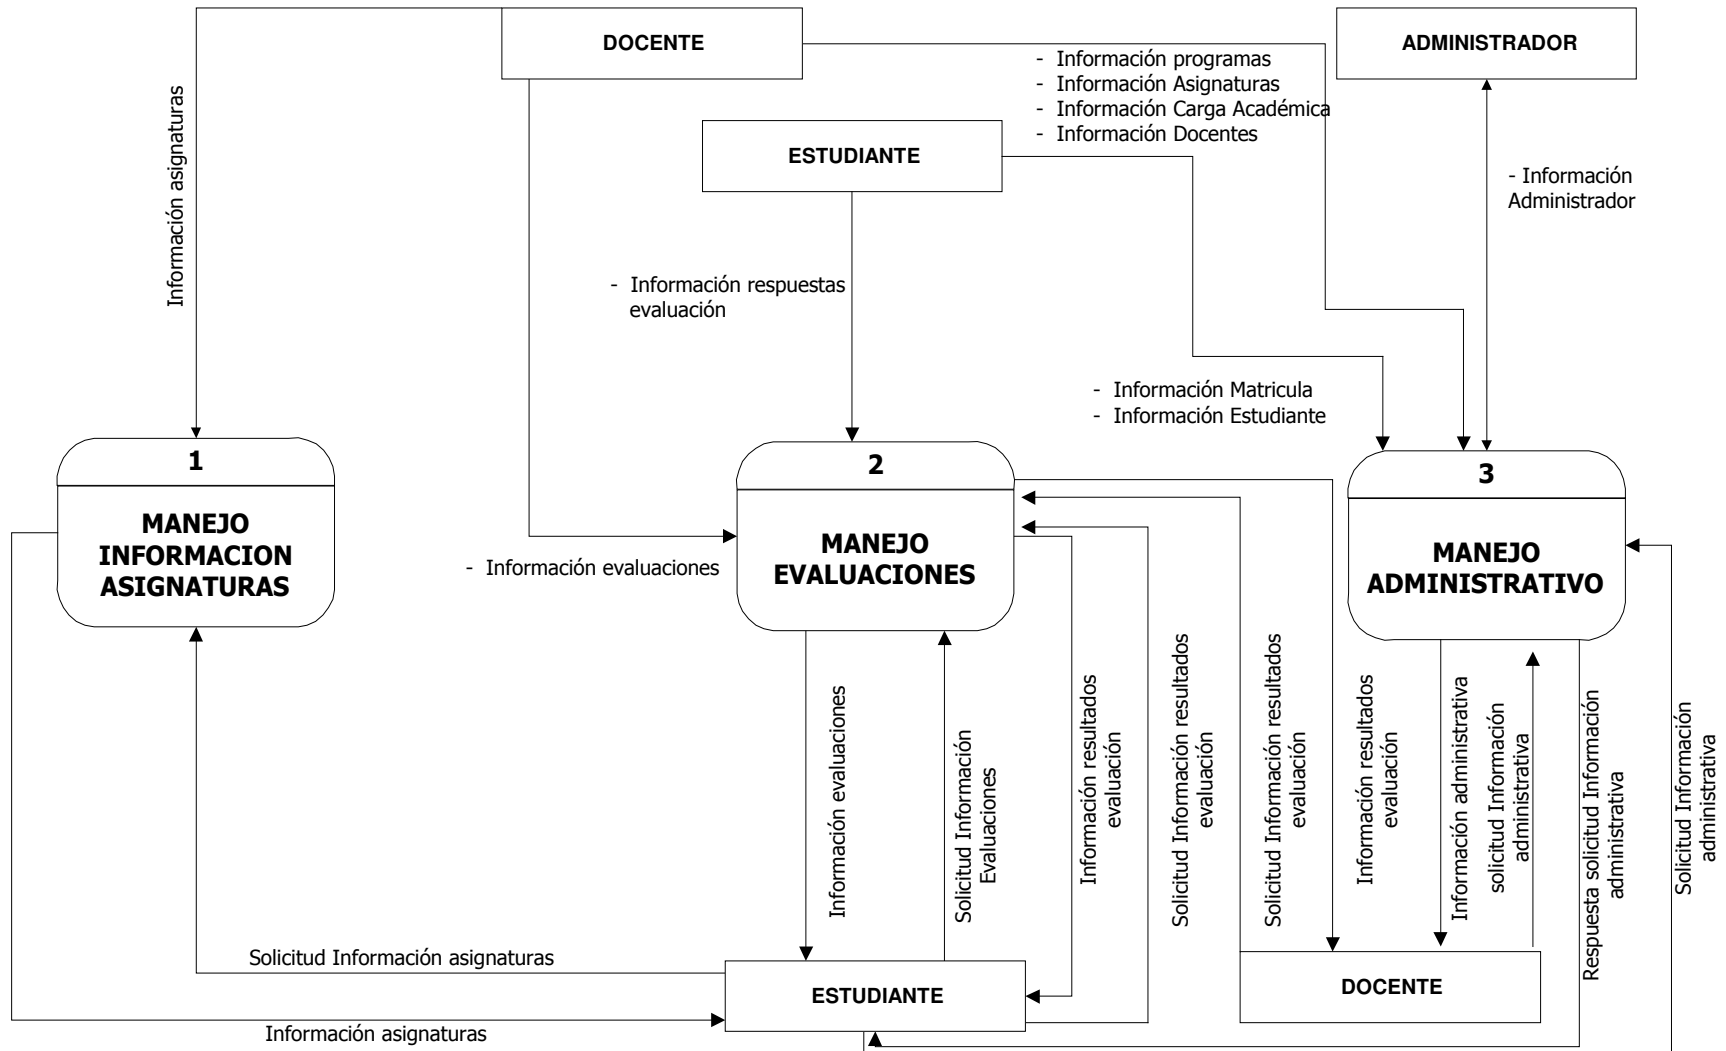 DOCENTE
ADMINISTRADOR
- Información programas
- Información Asignaturas
- Información Carga Académica
- Información Docentes
Información asignaturas
ESTUDIANTE
- Información
Administrador
- Información respuestas
evaluación
- Información Matricula
- Información Estudiante
1
MANEJO
INFORMACION
ASIGNATURAS
2
MANEJO
EVALUACIONES
3
MANEJO
ADMINISTRATIVO
- Información evaluaciones
Información evaluaciones
Solicitud Información
Evaluaciones
Información resultados
evaluación
Solicitud Información resultados
evaluación
Solicitud Información resultados
evaluación
Información resultados
evaluación
Información administrativa
solicitud Información
administrativa
Respuesta solicitud Información
administrativa
Solicitud Información
administrativa
Solicitud Información asignaturas
ESTUDIANTE
DOCENTE
Información asignaturas